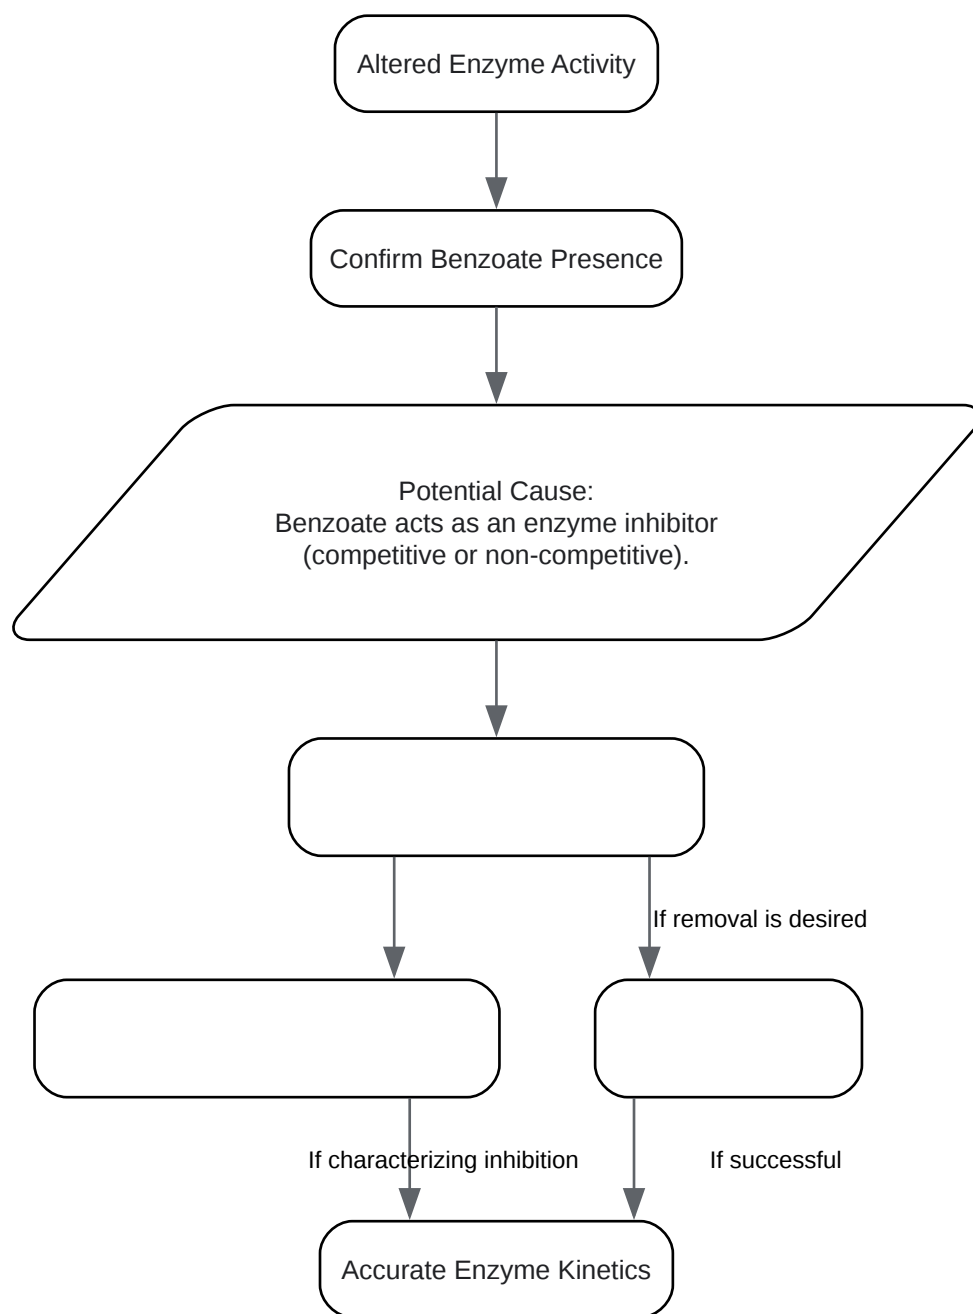 Altered Enzyme Activity
Confirm Benzoate Presence
Potential Cause:
Benzoate acts as an enzyme inhibitor
(competitive or non-competitive).
If removal is desired
If characterizing inhibition
If successful
Accurate Enzyme Kinetics